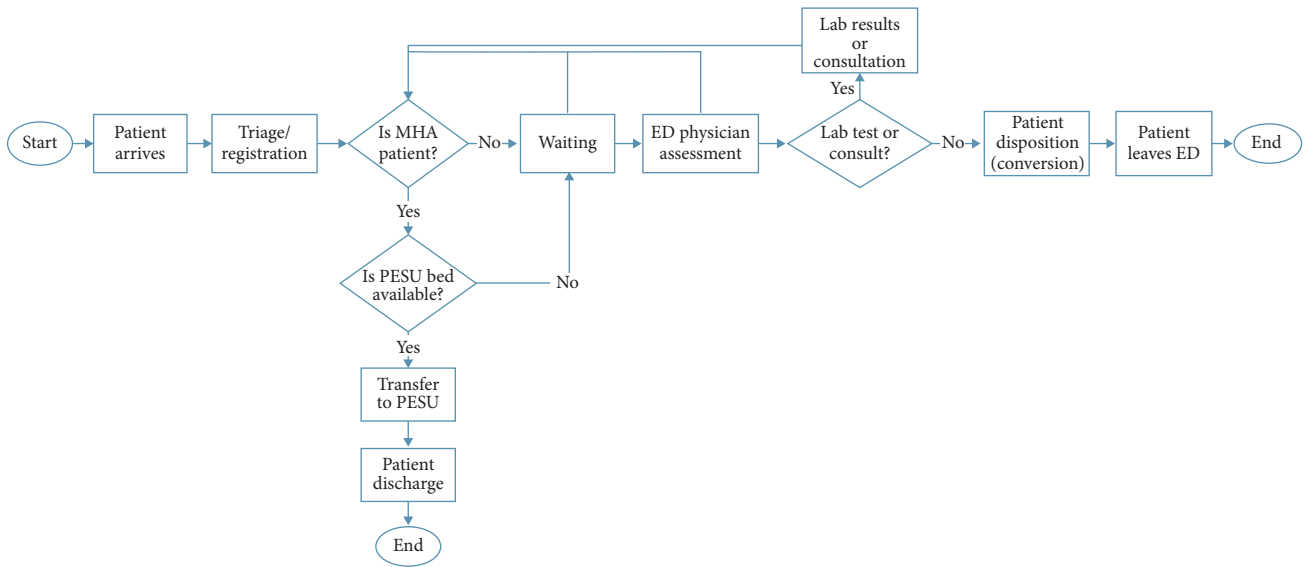 Lab results
or
consultation
Yes
Start
Patient
arrives
Triage/
registration
Is MHA
patient?
No
Waiting
ED physician
assessment
Lab test or
consult?
No
Patient
disposition
(conversion)
Patient
leaves ED
End
Yes
Is PESU bed
available?
No
Yes
Transfer
to PESU
Patient
discharge
End